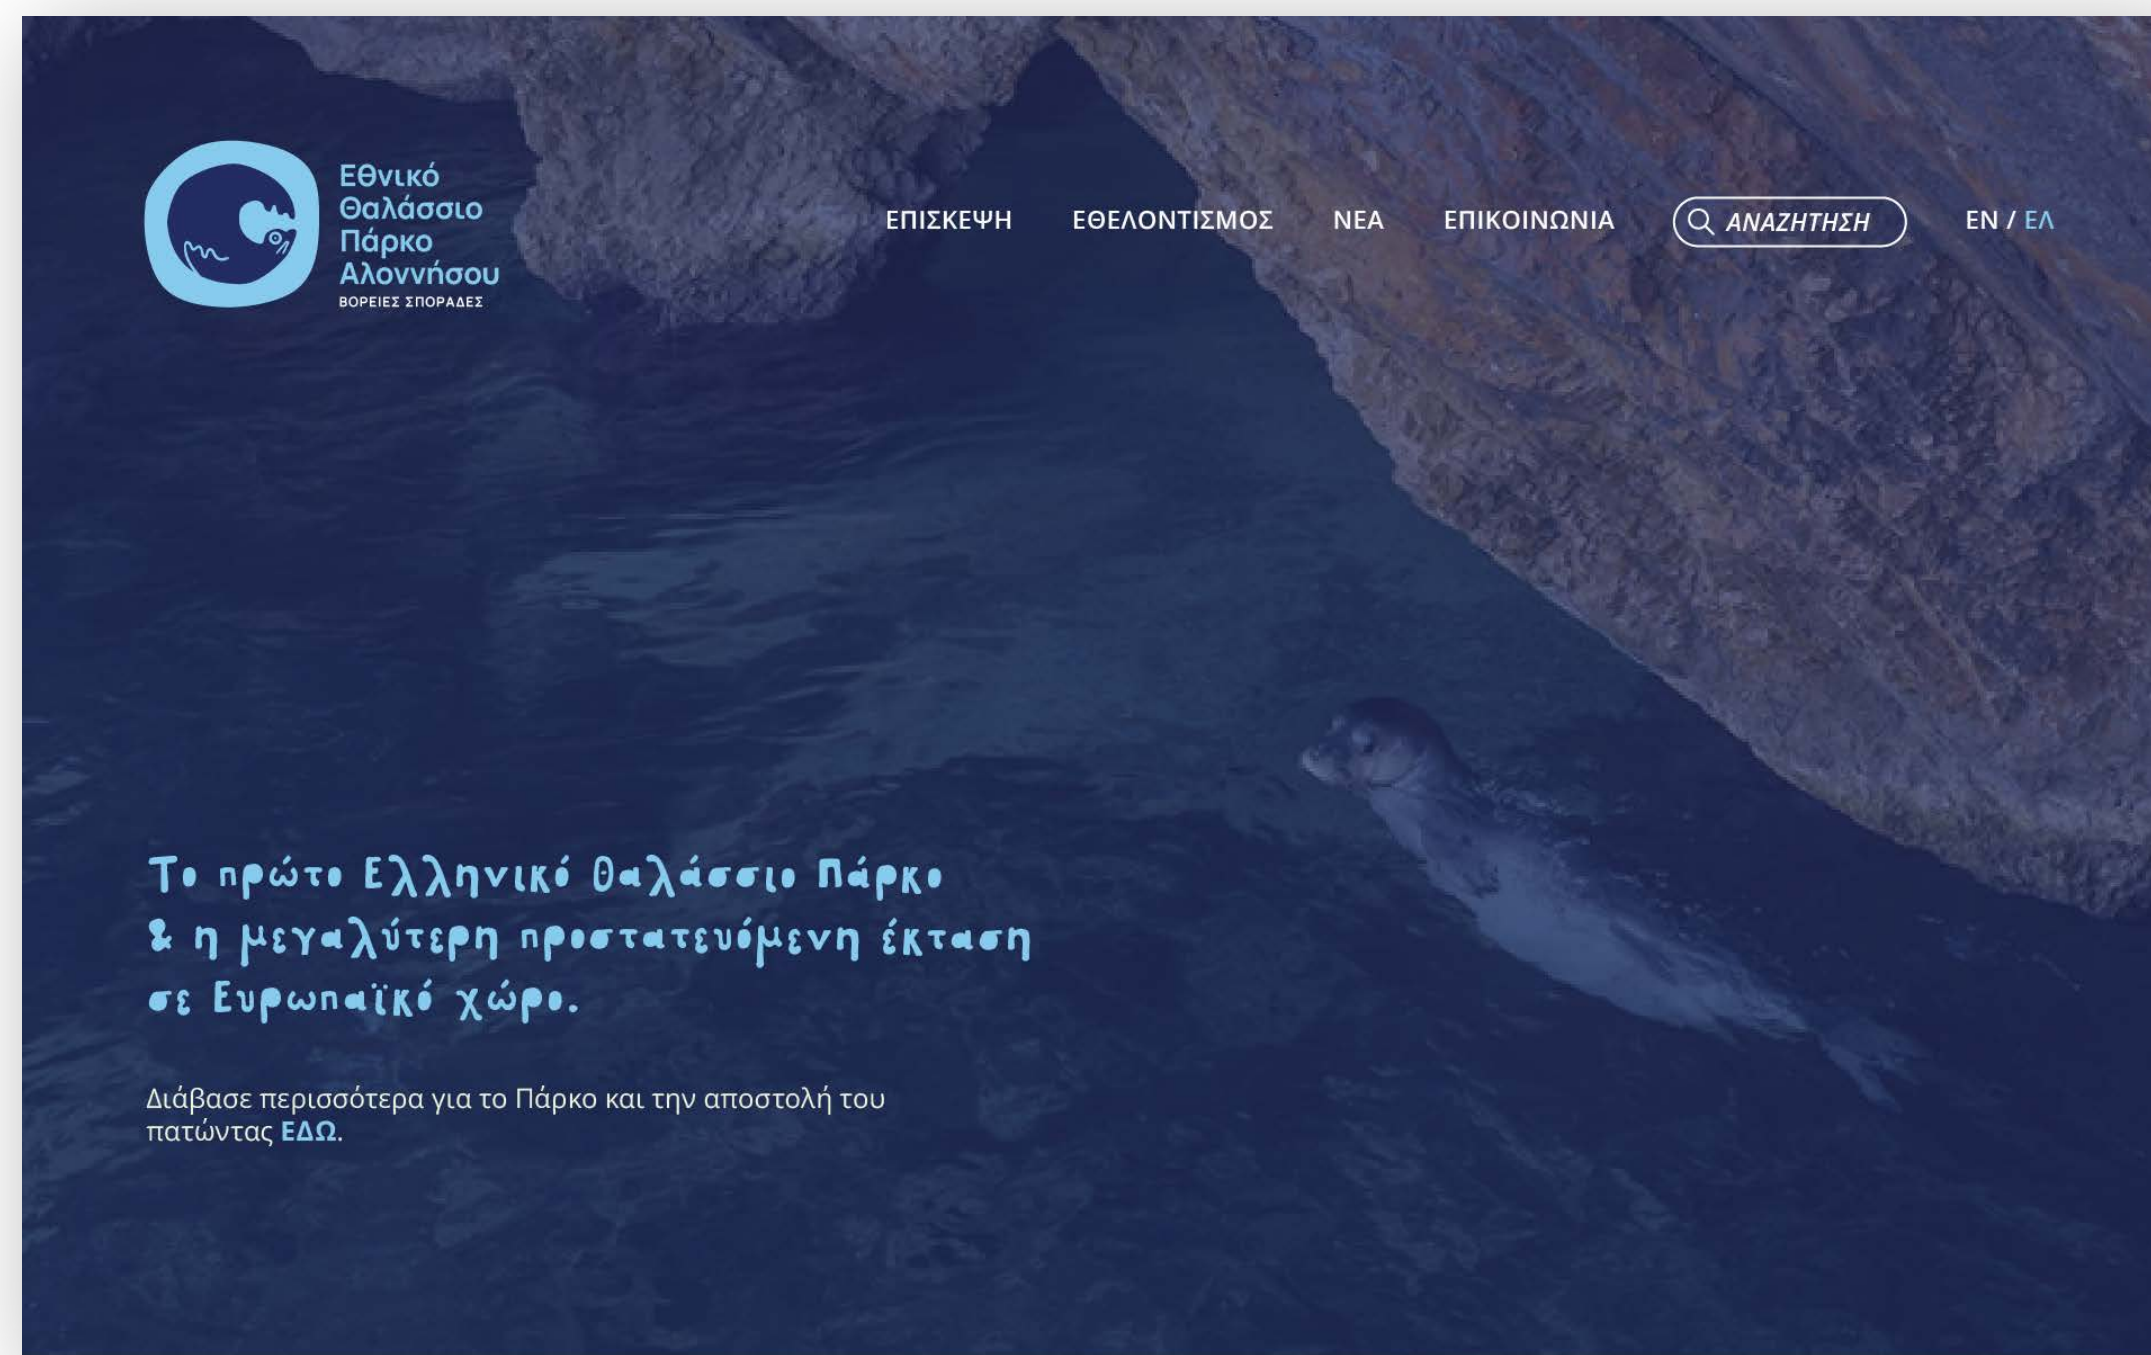 Εθνικό
Θαλάσσιο
Πάρκο
Αλοννήσου
ΒΟΡΕΙΕΣ ΣΠΟΡΑΔΕΣ
ΕΠΙΣΚΕΨΗ ΕΘΕΛΟΝΤΙΣΜΟΣ ΝΕΑ ΕΠΙΚΟΙΝΩΝΙΑ ΑΝΑΖΗΤΗΣΗ EN / ΕΛ
Το πρώτο Ελληνικό Θαλάσσιο Πάρκο
& η μεγαλύτερη προστατευόμενη έκταση
σε Ευρωπαϊκό χώρο.
Διάβασε περισσότερα για το Πάρκο και την αποστολή του
πατώντας ΕΔΩ.